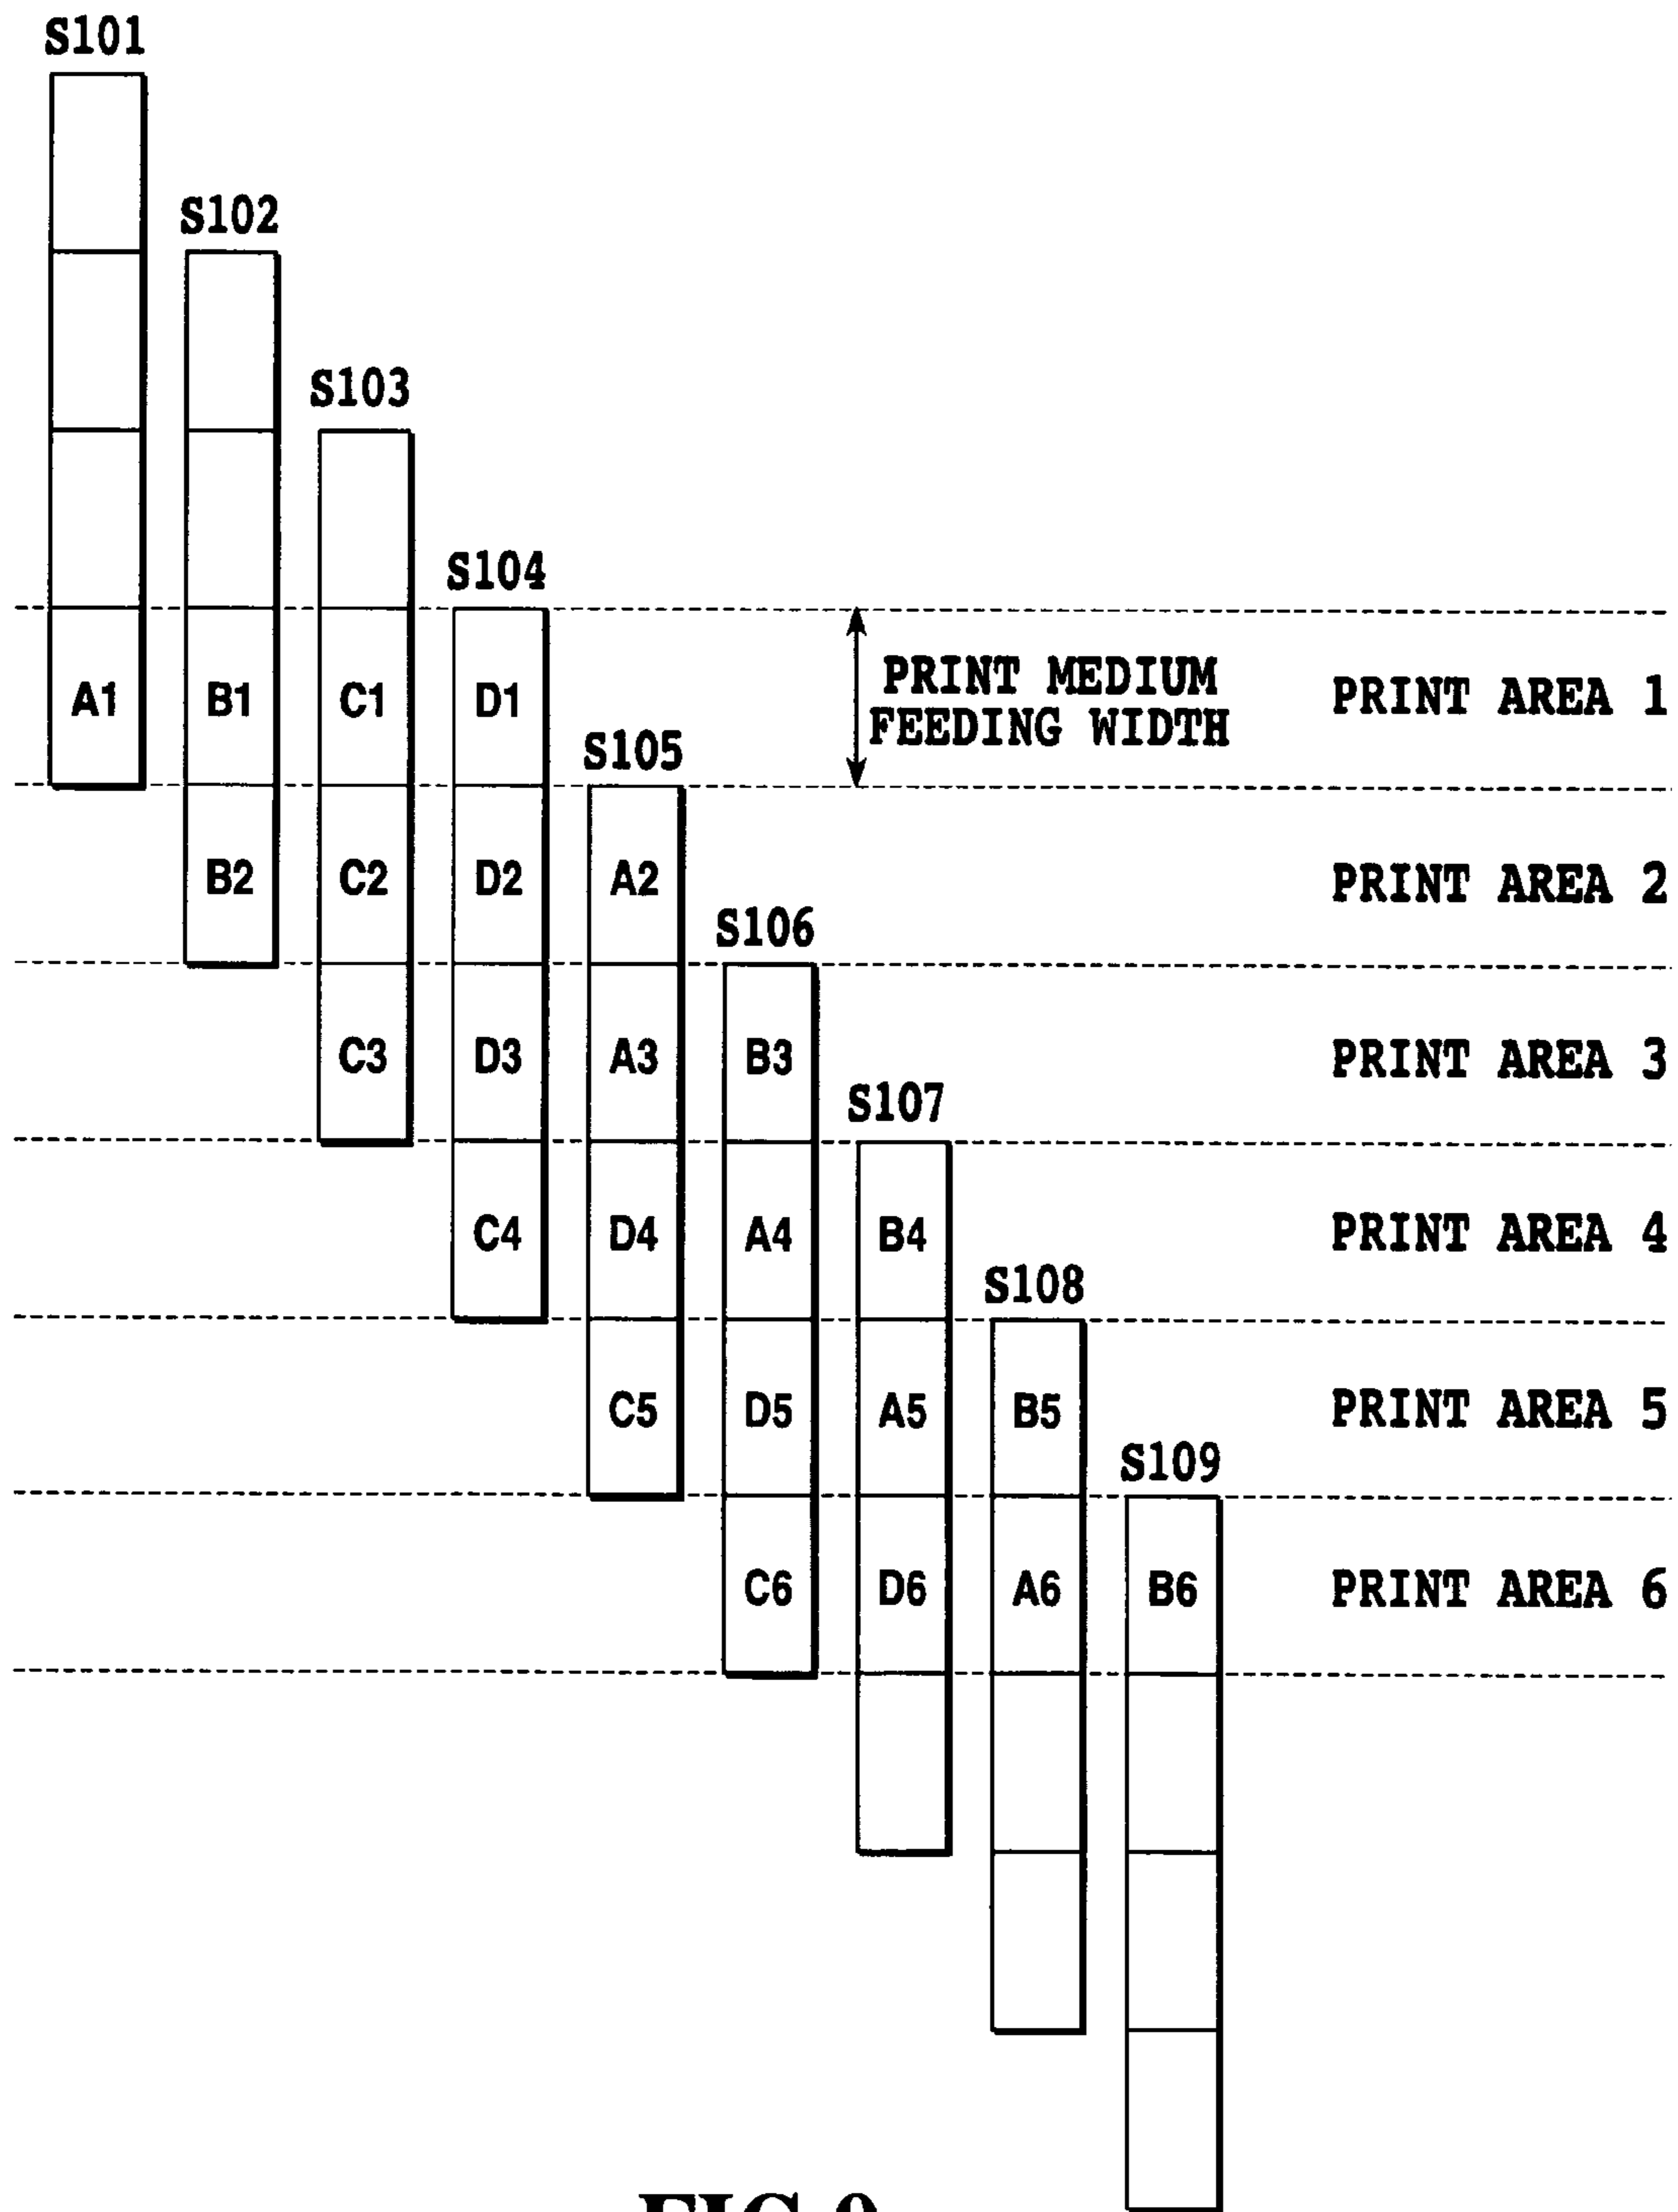 S101
S102
S103
S104
A1 B1 C1 D1 PRINT MEDIUM FEEDING WIDTH PRINT AREA 1
S105
B2 C2 D2 A2 PRINT AREA 2
S106
C3 D3 A3 B3 PRINT AREA 3
S107
C4 D4 A4 B4 PRINT AREA 4
S108
C5 D5 A5 B5 PRINT AREA 5
S109
C6 D6 A6 B6 PRINT AREA 6